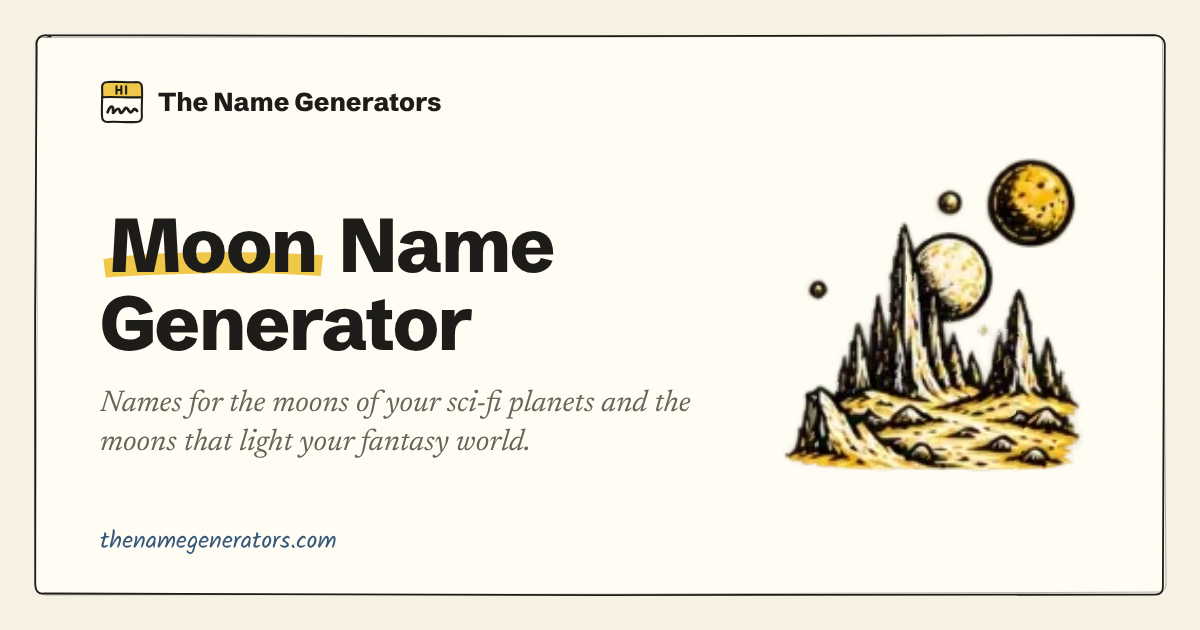 HI
The Name Generators
Moon Name
Generator
Names for the moons of your sci-fi planets and the
moons that light your fantasy world.
thenamegenerators.com